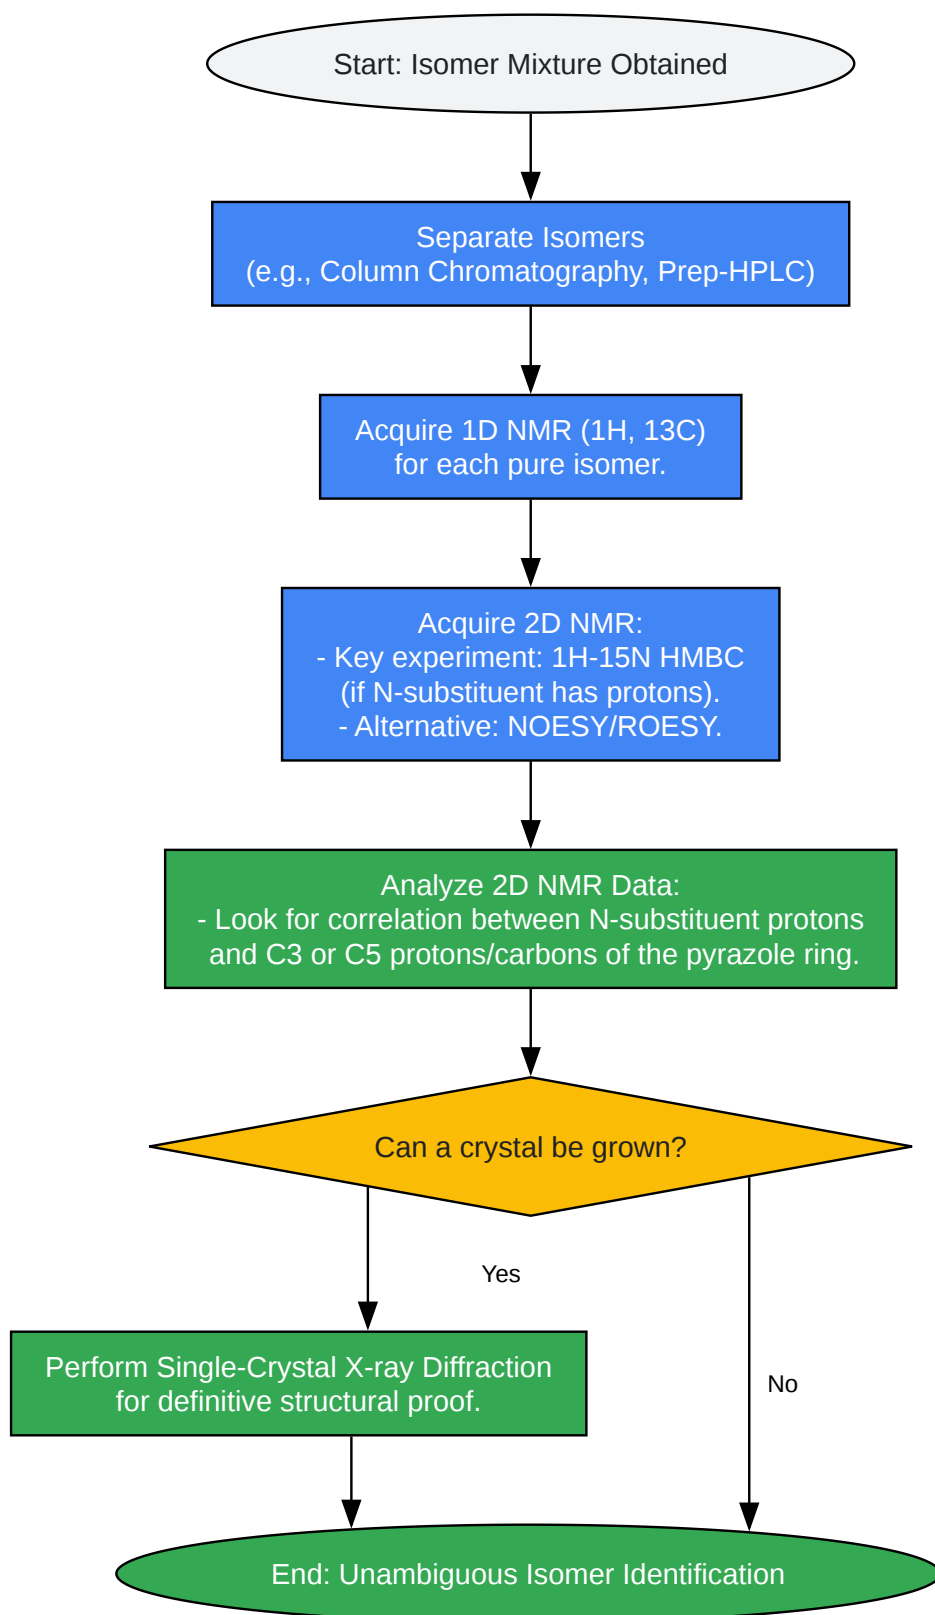 Start: Isomer Mixture Obtained
Separate Isomers
(e.g., Column Chromatography, Prep-HPLC)
Acquire 1D NMR (1H, 13C)
for each pure isomer.
Acquire 2D NMR:
- Key experiment: 1H-15N HMBC
(if N-substituent has protons).
- Alternative: NOESY/ROESY.
Analyze 2D NMR Data:
- Look for correlation between N-substituent protons
and C3 or C5 protons/carbons of the pyrazole ring.
Can a crystal be grown?
Yes
Perform Single-Crystal X-ray Diffraction
for definitive structural proof.
No
End: Unambiguous Isomer Identification